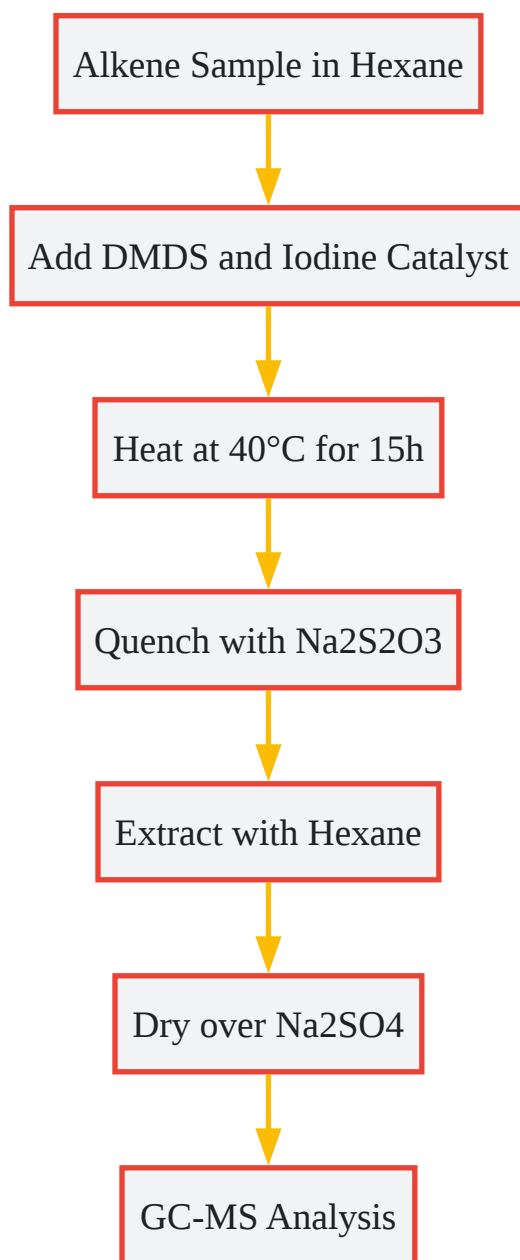 Alkene Sample in Hexane
Add DMDS and Iodine Catalyst
Heat at 40°C for 15h
Quench with Na2S2O3
Extract with Hexane
Dry over Na2SO4
GC-MS Analysis